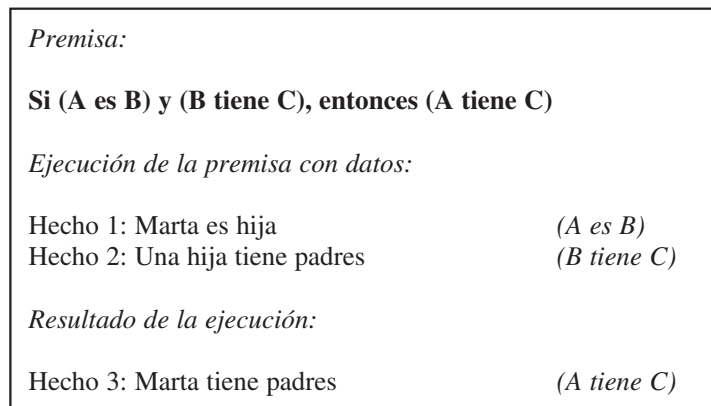 Premisa:
Si (A es B) y (B tiene C), entonces (A tiene C)
Ejecución de la premisa con datos:
Hecho 1: Marta es hija (A es B)
Hecho 2: Una hija tiene padres (B tiene C)
Resultado de la ejecución:
Hecho 3: Marta tiene padres (A tiene C)